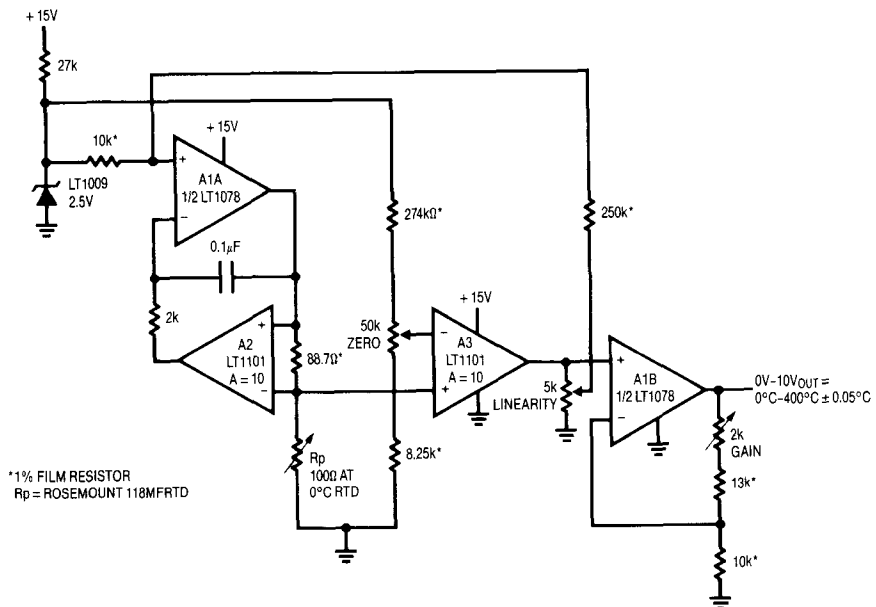 + 15V
27k
10k*
+ 15V
A1A
1/2 LT1078
+
−
LT1009
2.5V
0.1µF
274kΩ*
250k*
2k
A2
LT1101
A = 10
+
−
88.7Ω*
50k
ZERO
+ 15V
A3
LT1101
A = 10
−
+
5k
LINEARITY
A1B
1/2 LT1078
+
−
0V–10VOUT =
0°C–400°C ± 0.05°C
2k
GAIN
13k*
10k*
Rp
100Ω AT
0°C RTD
8.25k*
*1% FILM RESISTOR
Rp = ROSEMOUNT 118MFRTD